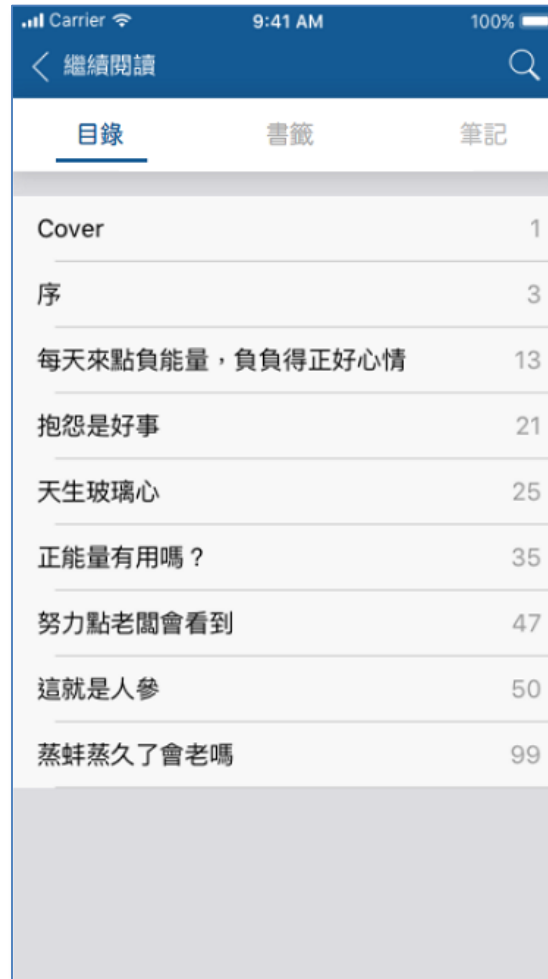 Carrier 9:41 AM 100%
繼續閱讀
目錄 書籤 筆記
Cover 1
序 3
每天來點負能量，負負得正好心情 13
抱怨是好事 21
天生玻璃心 25
正能量有用嗎？ 35
努力點老闆會看到 47
這就是人參 50
蒸蚌蒸久了會老嗎 99